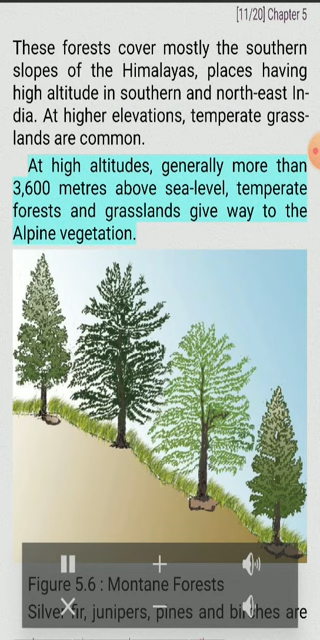 [11/20] Chapter 5
These forests cover mostly the southern
slopes of the Himalayas, places having
high altitude in southern and north-east In-
dia. At higher elevations, temperate grass-
lands are common.
At high altitudes, generally more than
3,600 metres above sea-level, temperate
forests and grasslands give way to the
Alpine vegetation.
Figure 5.6 : Montane Forests
Silver fir, junipers, pines and birches are